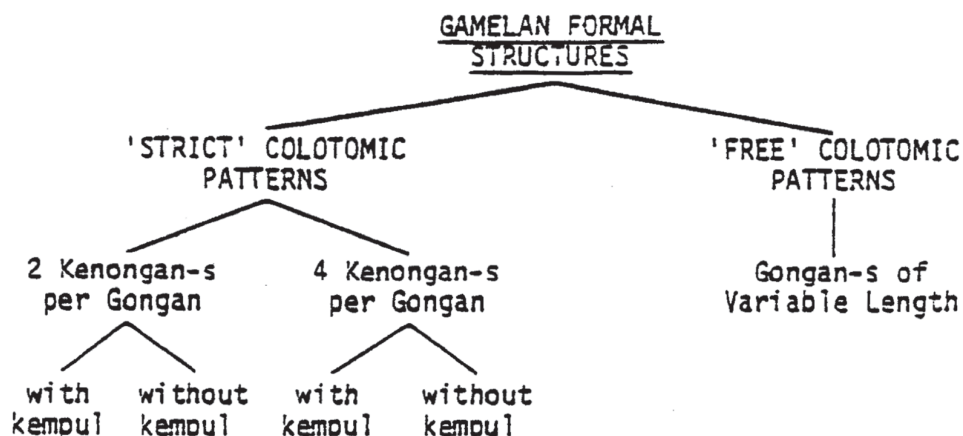 GAMELAN FORMAL
STRUCTURES
'STRICT' COLOTOMIC
PATTERNS
'FREE' COLOTOMIC
PATTERNS
2 Kenongan-s
per Gongan
4 Kenongan-s
per Gongan
Gongan-s of
Variable Length
with
kempul
without
kempul
with
kempul
without
kempul